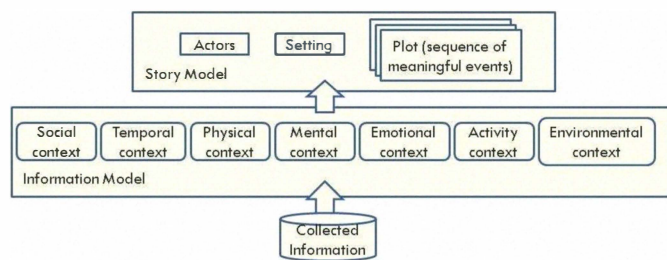 Actors
Setting
Plot (sequence of
meaningful events)
Story Model
Social
context
Temporal
context
Physical
context
Mental
context
Emotional
context
Activity
context
Environmental
context
Information Model
Collected
Information